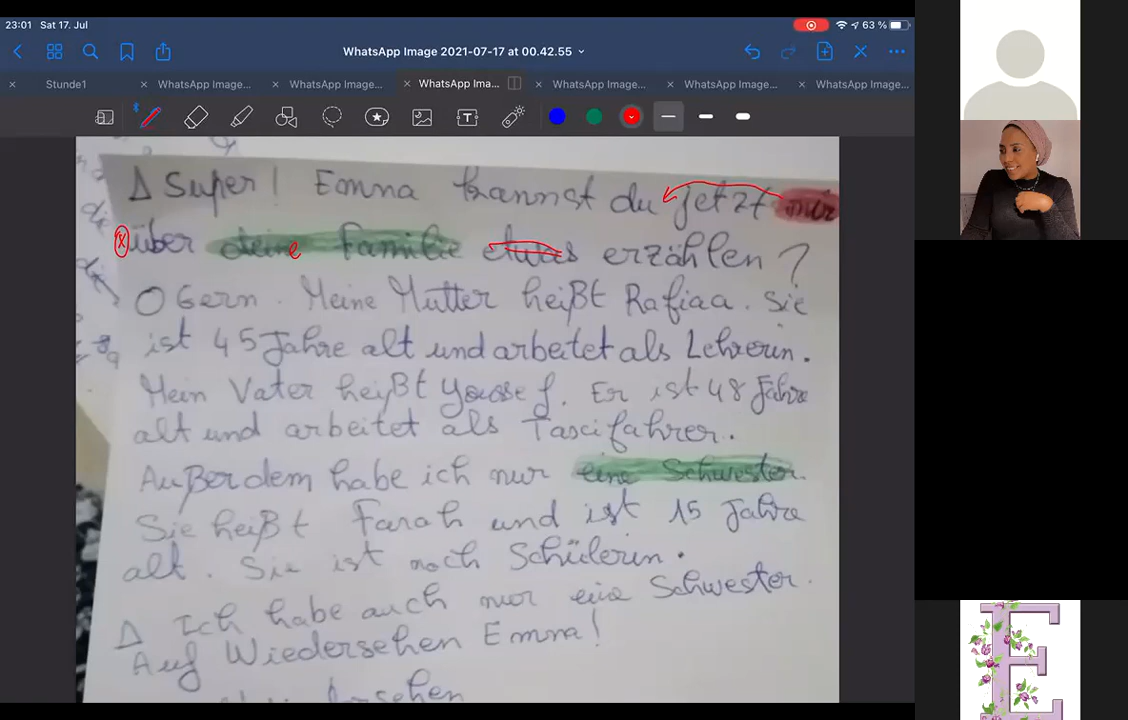 23:01 Sat 17. Jul
63 %
WhatsApp Image 2021-07-17 at 00.42.55
Stunde1
WhatsApp Image...
WhatsApp Image...
WhatsApp Ima...
WhatsApp Image...
WhatsApp Image...
WhatsApp Image...
Δ Super! Emma kannst du jetzt mir
x über deine Familie etwas erzählen?
O Gern. Meine Mutter heißt Rafiaa. Sie
ist 45 Jahre alt und arbeitet als Lehrerin.
Mein Vater heißt Youssef. Er ist 48 Jahre
alt und arbeitet als Taxifahrer.
Außerdem habe ich nur eine Schwester.
Sie heißt Farah und ist 15 Jahre
alt. Sie ist noch Schülerin.
Δ Ich habe auch nur eine Schwester.
Auf Wiedersehen Emma!
E